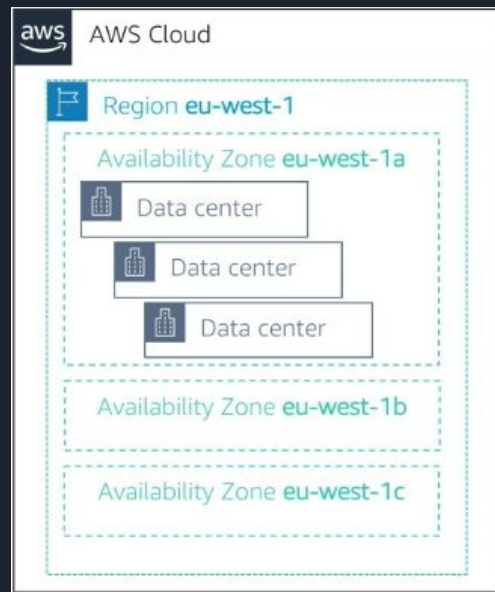 aws
AWS Cloud
Region eu-west-1
Availability Zone eu-west-1a
Data center
Data center
Data center
Availability Zone eu-west-1b
Availability Zone eu-west-1c